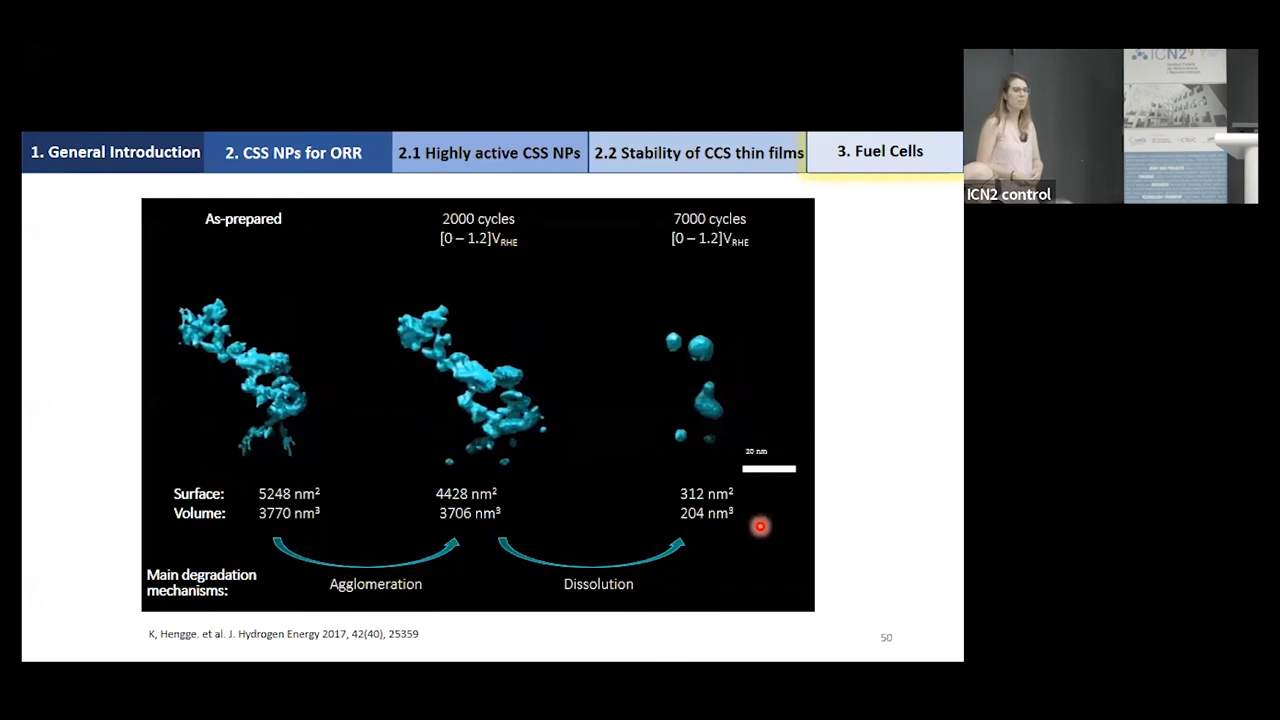 1. General Introduction
2. CSS NPs for ORR
2.1 Highly active CSS NPs
2.2 Stability of CCS thin films
3. Fuel Cells
ICN2
ICN2 control
As-prepared
2000 cycles
[0 – 1.2]VRHE
7000 cycles
[0 – 1.2]VRHE
20 nm
Surface: 5248 nm² 4428 nm² 312 nm²
Volume: 3770 nm³ 3706 nm³ 204 nm³
Main degradation
mechanisms:
Agglomeration
Dissolution
K, Hengge. et al. J. Hydrogen Energy 2017, 42(40), 25359
50